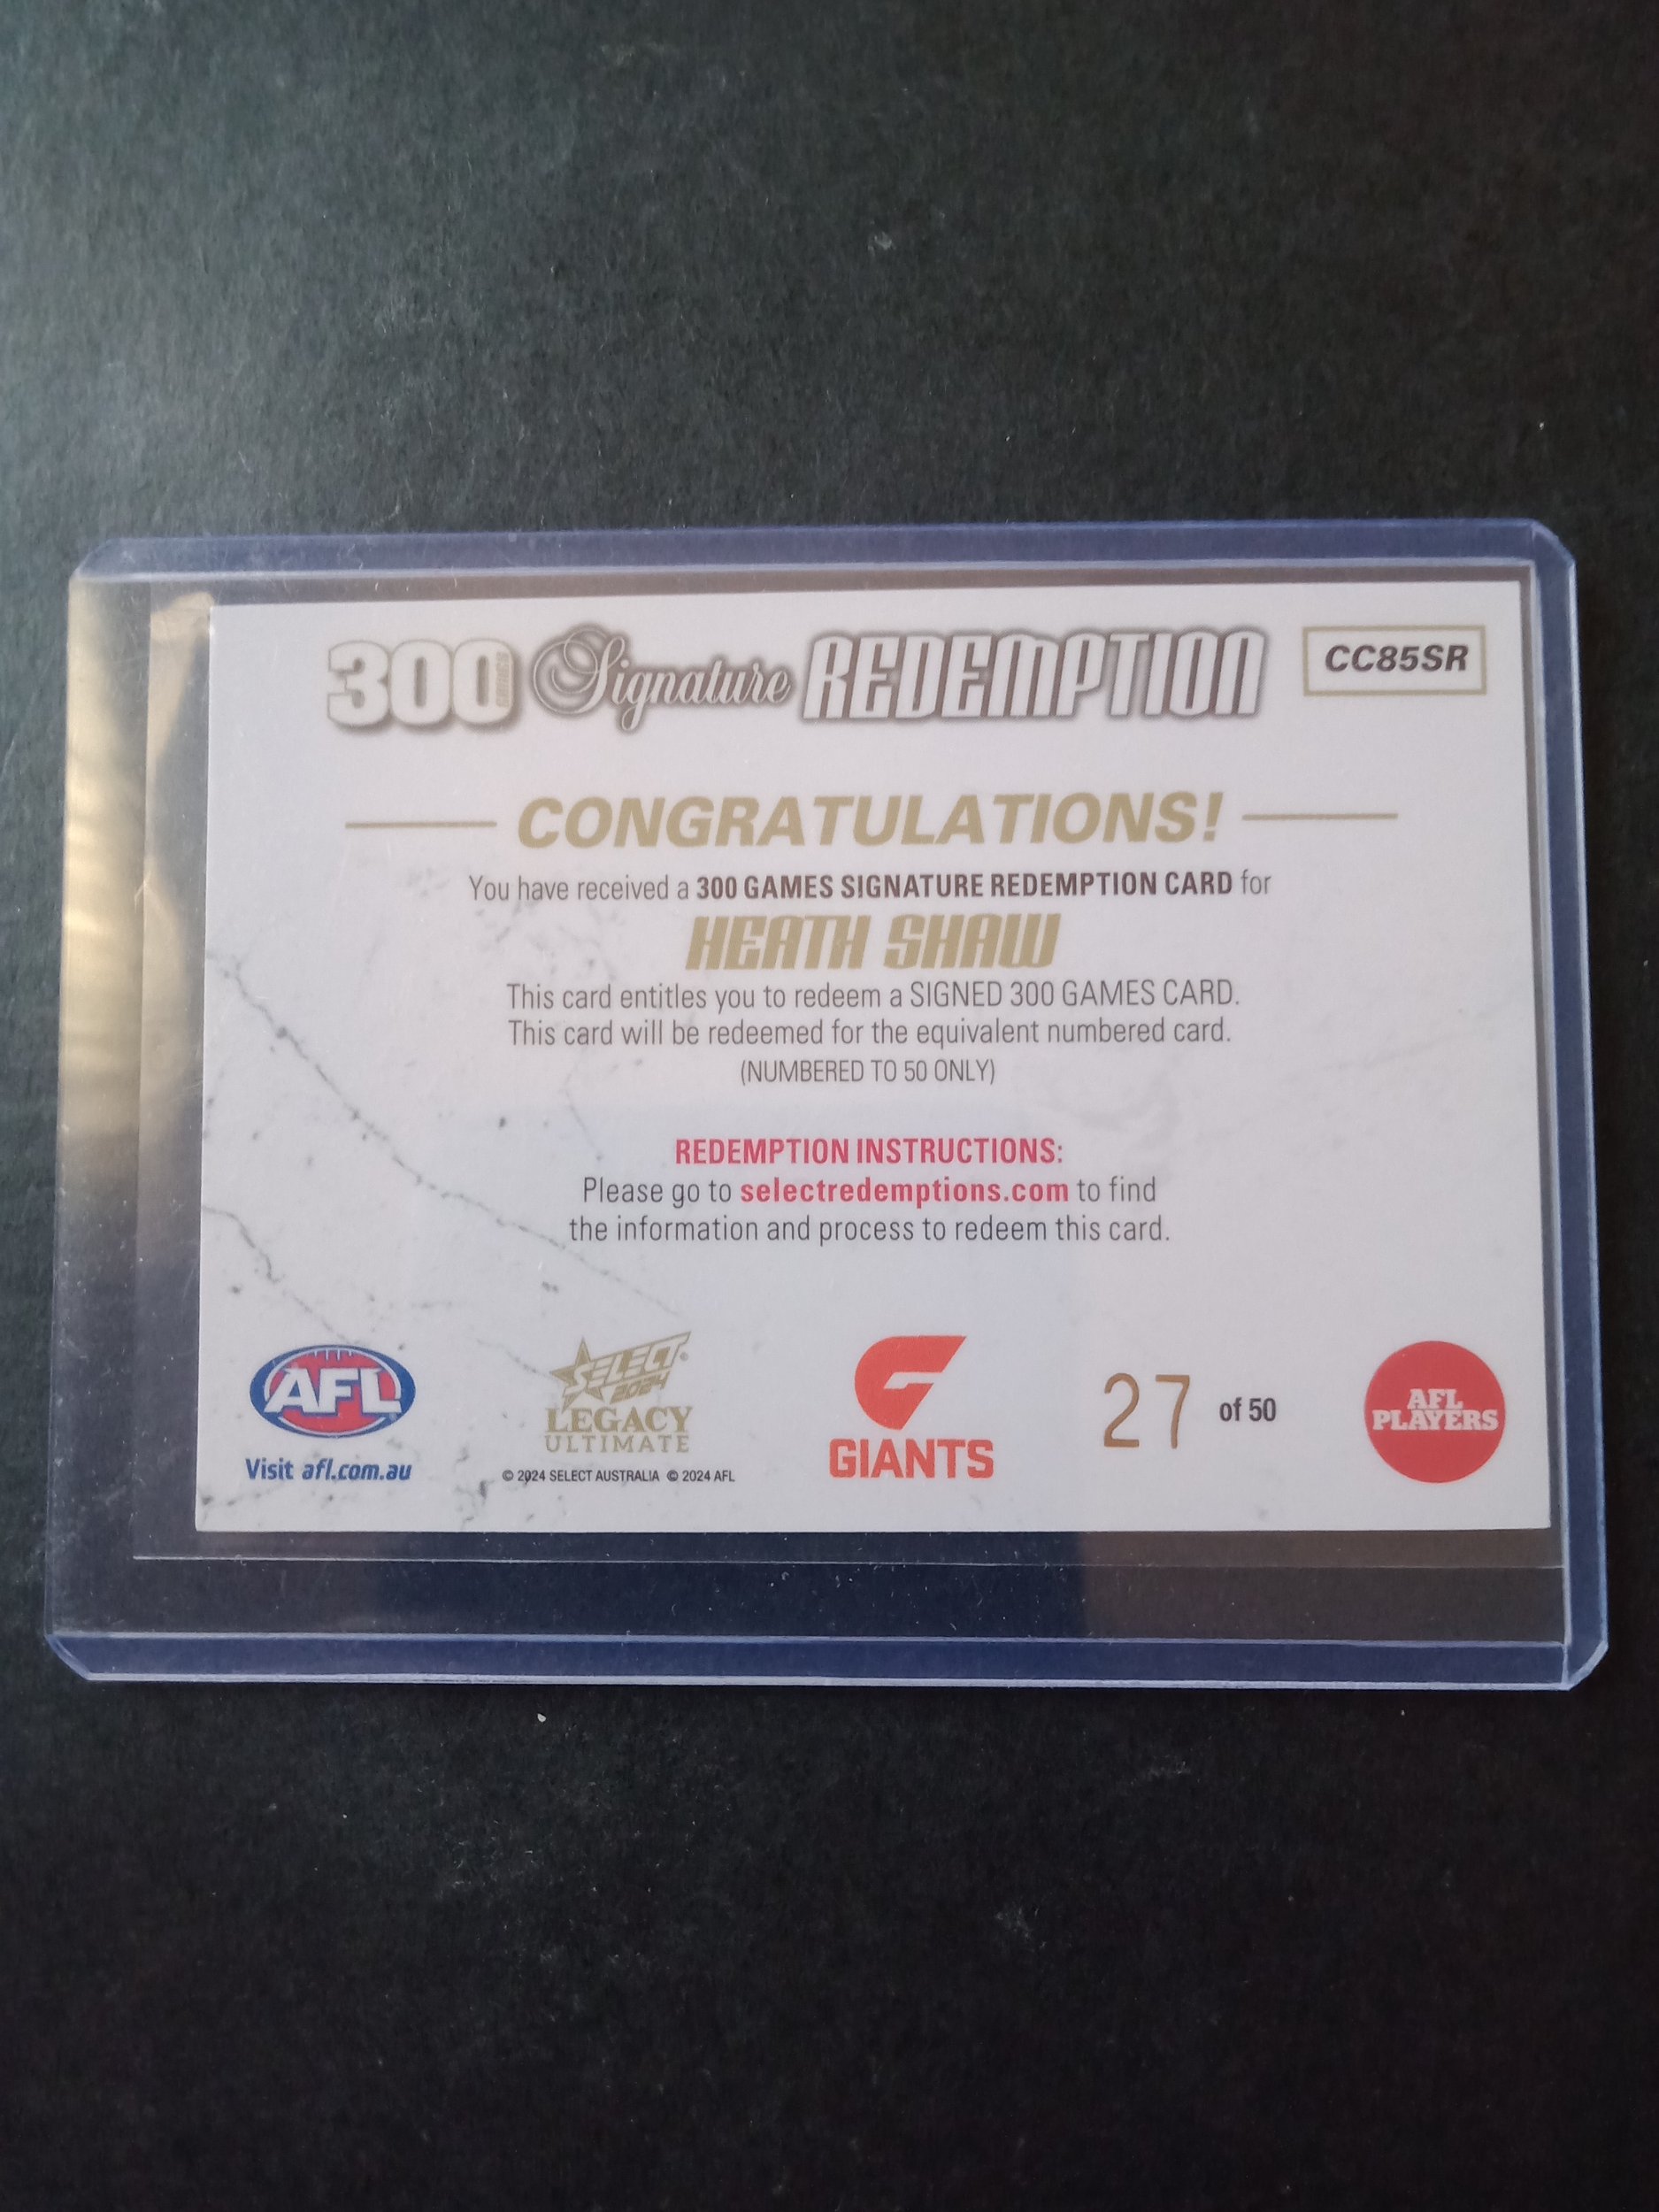 300 GAMES Signature REDEMPTION
CC85SR
CONGRATULATIONS!
You have received a 300 GAMES SIGNATURE REDEMPTION CARD for
HEATH SHAW
This card entitles you to redeem a SIGNED 300 GAMES CARD.
This card will be redeemed for the equivalent numbered card.
(NUMBERED TO 50 ONLY)
REDEMPTION INSTRUCTIONS:
Please go to selectredemptions.com to find
the information and process to redeem this card.
AFL
Visit afl.com.au
SELECT
2024
LEGACY
ULTIMATE
© 2024 SELECT AUSTRALIA © 2024 AFL
GIANTS
27 of 50
AFL
PLAYERS